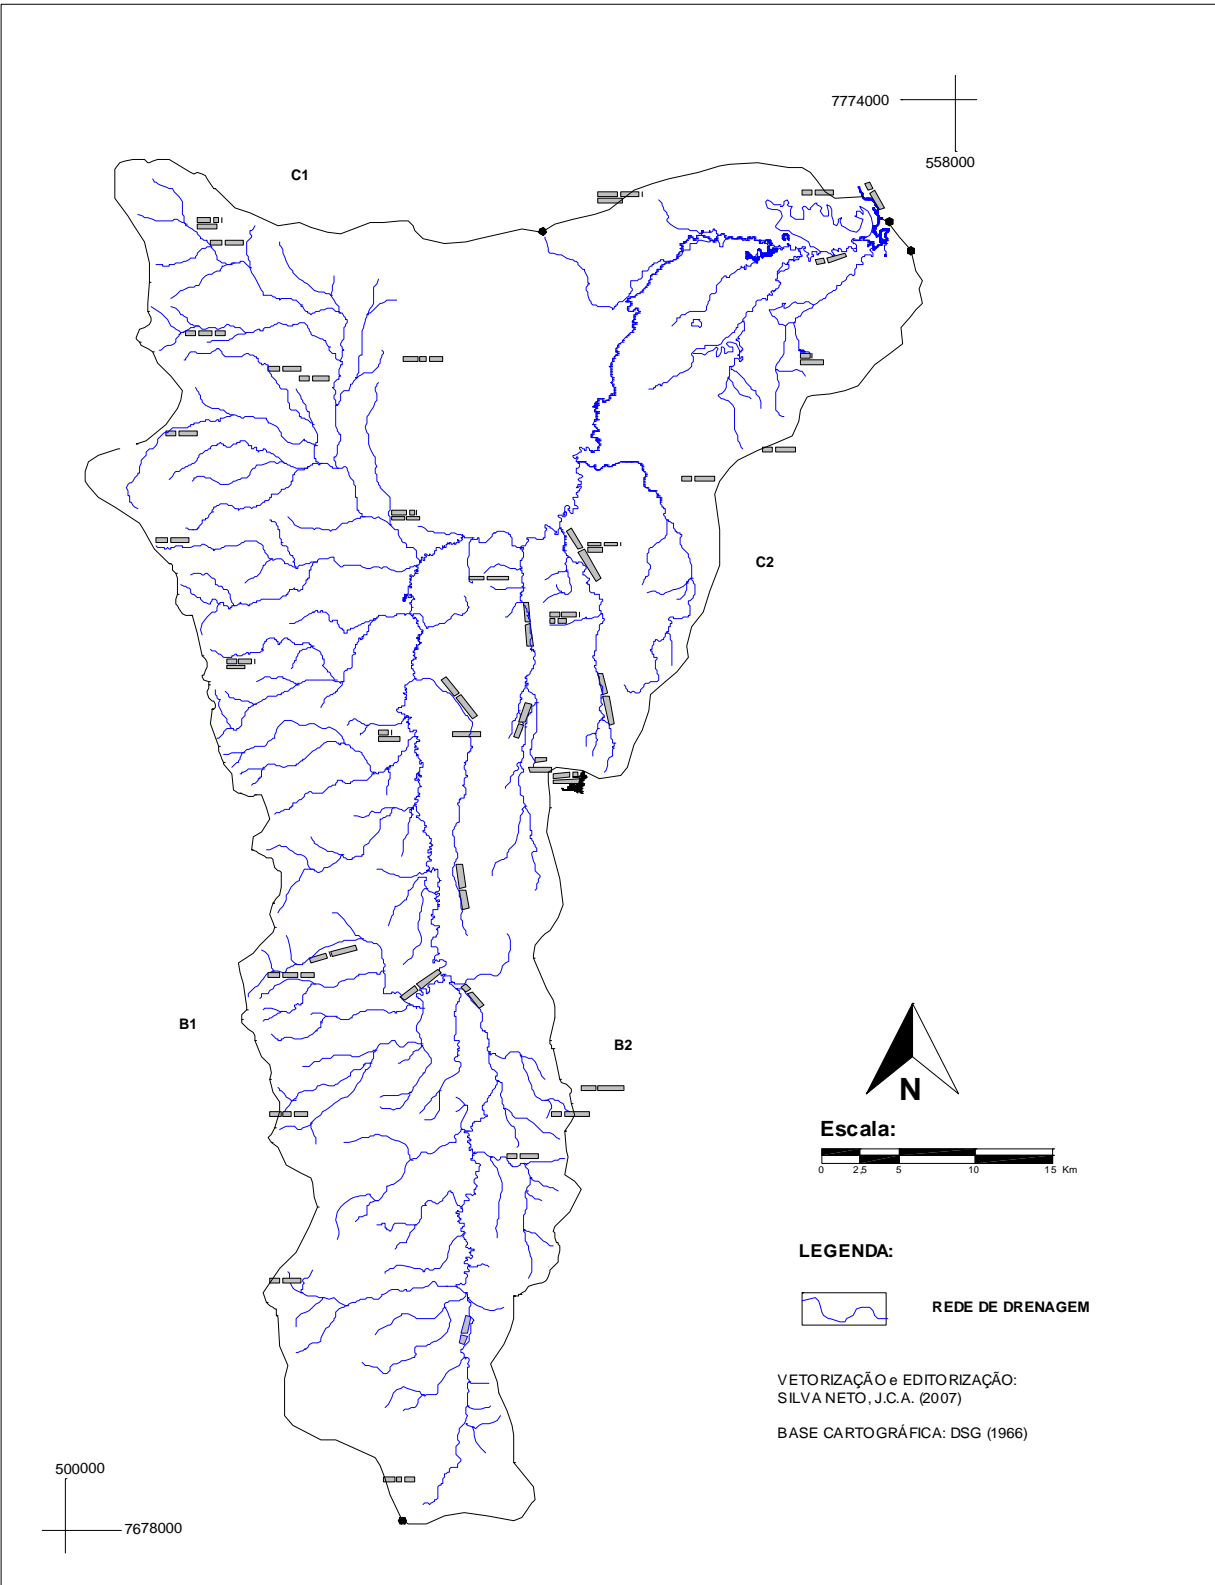 7774000
558000
C1
C2
B1
B2
N
Escala:
0 2,5 5 10 15 Km
LEGENDA:
REDE DE DRENAGEM
VETORIZAÇÃO e EDITORIZAÇÃO:
SILVA NETO, J.C.A. (2007)
BASE CARTOGRÁFICA: DSG (1966)
500000
7678000